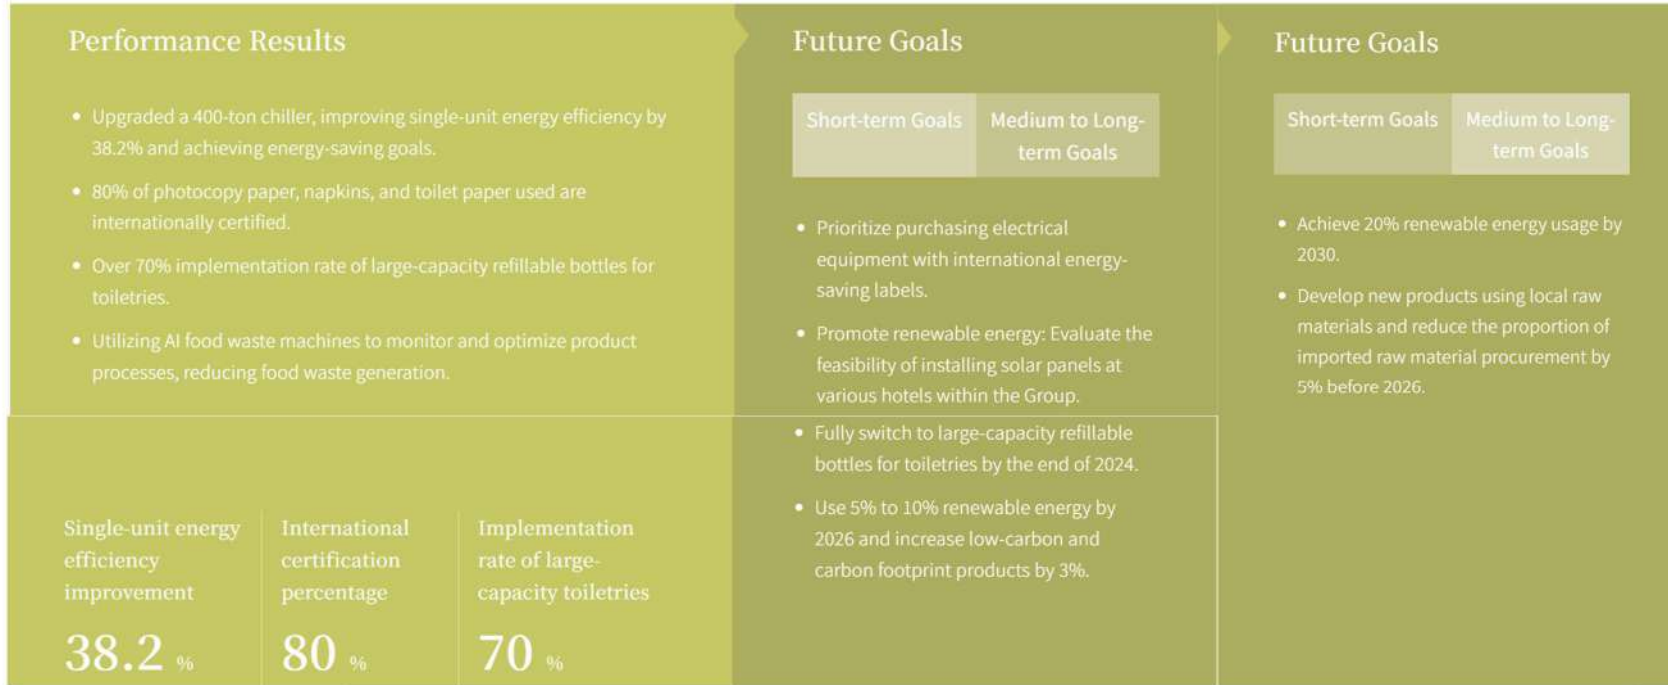 Performance Results
• Upgraded a 400-ton chiller, improving single-unit energy efficiency by
38.2% and achieving energy-saving goals.
• 80% of photocopy paper, napkins, and toilet paper used are
internationally certified.
• Over 70% implementation rate of large-capacity refillable bottles for
toiletries.
• Utilizing AI food waste machines to monitor and optimize product
processes, reducing food waste generation.
Single-unit energy
efficiency
improvement
38.2 %
International
certification
percentage
80 %
Implementation
rate of large-
capacity toiletries
70 %
Future Goals
Short-term Goals
Medium to Long-
term Goals
• Prioritize purchasing electrical
equipment with international energy-
saving labels.
• Promote renewable energy: Evaluate the
feasibility of installing solar panels at
various hotels within the Group.
• Fully switch to large-capacity refillable
bottles for toiletries by the end of 2024.
• Use 5% to 10% renewable energy by
2026 and increase low-carbon and
carbon footprint products by 3%.
Future Goals
Short-term Goals
Medium to Long-
term Goals
• Achieve 20% renewable energy usage by
2030.
• Develop new products using local raw
materials and reduce the proportion of
imported raw material procurement by
5% before 2026.